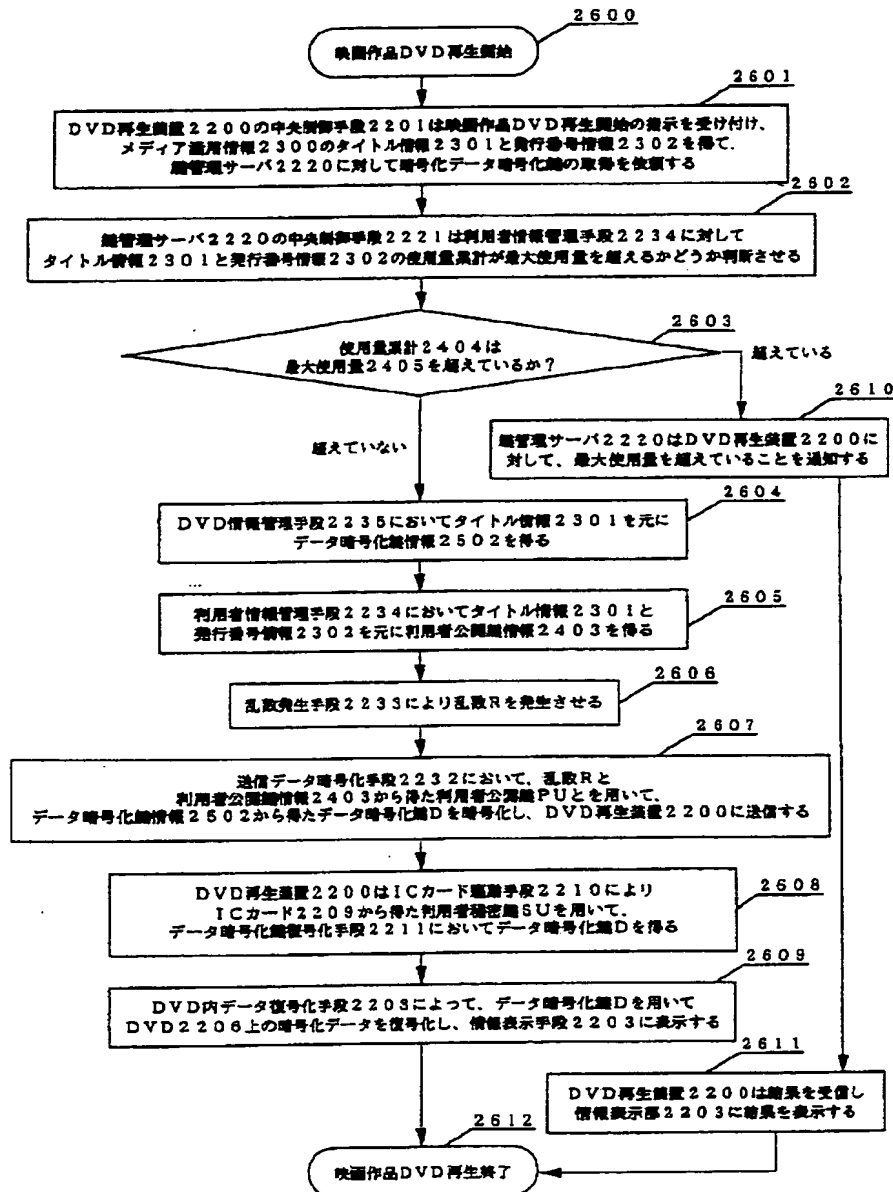 2600
映画作品DVD再生開始
2601
DVD再生装置2200の中央制御手段2201は映画作品DVD再生開始の指示を受け付け、
メディア識別情報2300のタイトル情報2301と発行番号情報2302を得て、
鍵管理サーバ2220に対して暗号化データ暗号化鍵の取得を依頼する
2602
鍵管理サーバ2220の中央制御手段2221は利用者情報管理手段2234に対して
タイトル情報2301と発行番号情報2302の使用量累計が最大使用量を超えるかどうか判断させる
2603
使用量累計2404は
最大使用量2405を超えているか?
超えている
2610
鍵管理サーバ2220はDVD再生装置2200に
対して、最大使用量を超えていることを通知する
超えていない
2604
DVD情報管理手段2235においてタイトル情報2301を元に
データ暗号化鍵情報2502を得る
2605
利用者情報管理手段2234においてタイトル情報2301と
発行番号情報2302を元に利用者公開鍵情報2403を得る
2606
乱数発生手段2233により乱数Rを発生させる
2607
送信データ暗号化手段2232において、乱数Rと
利用者公開鍵情報2403から得た利用者公開鍵PUとを用いて、
データ暗号化鍵情報2502から得たデータ暗号化鍵Dを暗号化し、DVD再生装置2200に送信する
2608
DVD再生装置2200はICカード駆動手段2210により
ICカード2209から得た利用者秘密鍵SUを用いて、
データ暗号化鍵復号化手段2211においてデータ暗号化鍵Dを得る
2609
DVD内データ復号化手段2203によって、データ暗号化鍵Dを用いて
DVD2206上の暗号化データを復号化し、情報表示手段2203に表示する
2611
DVD再生装置2200は結果を受信し
情報表示部2203に結果を表示する
2612
映画作品DVD再生終了